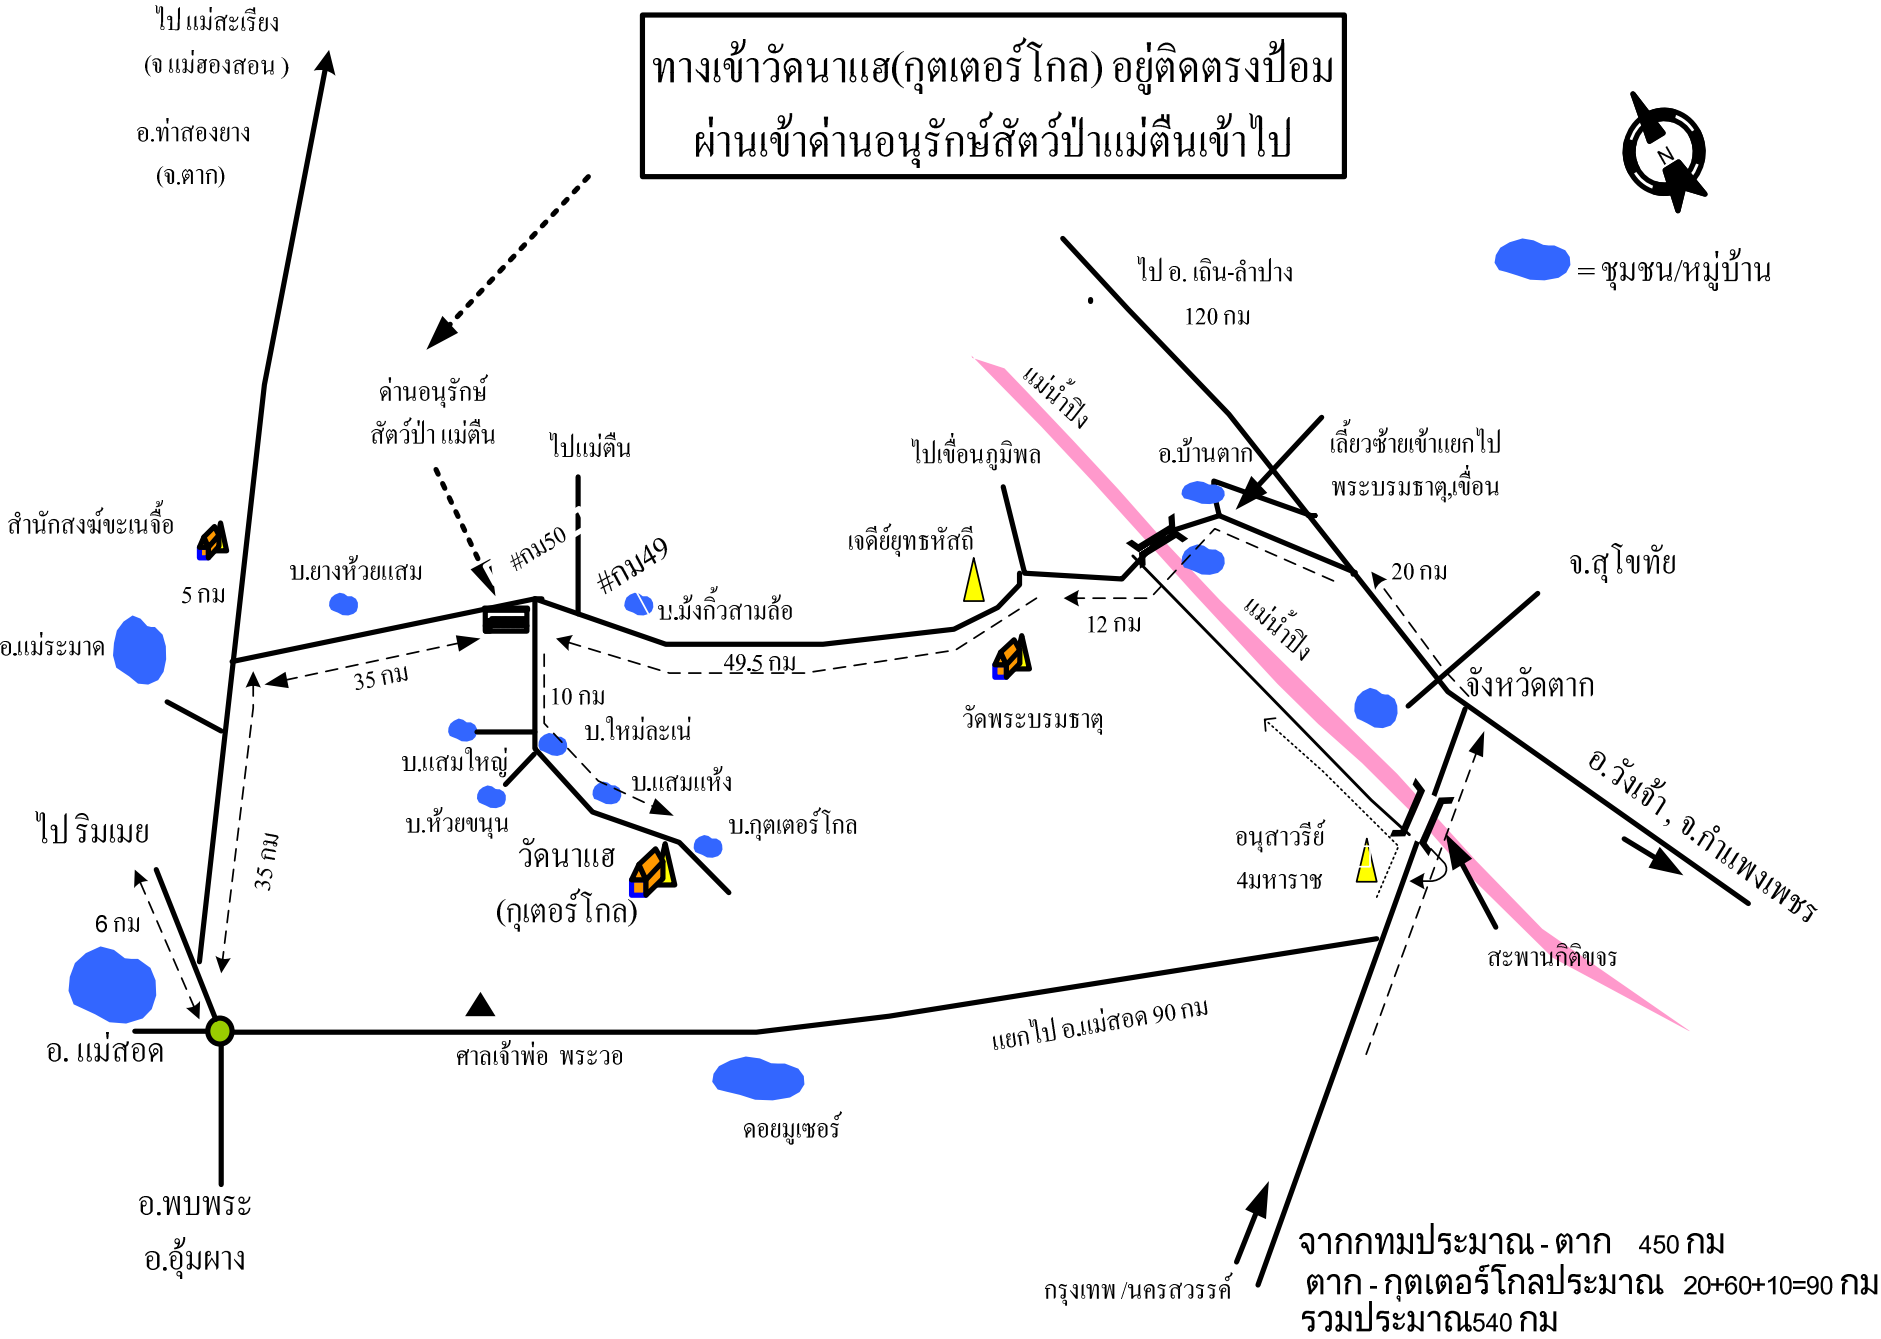 ไป แม่สะเรียง
(จ แม่ฮองสอน )
อ.ท่าสองยาง
(จ.ตาก)
ทางเข้าวัดนาแฮ(กุตเตอร์โกล) อยู่ติดตรงป้อม
ผ่านเข้าด่านอนุรักษ์สัตว์ป่าแม่ตืนเข้าไป
N
= ชุมชน/หมู่บ้าน
ไป อ. เถิน-ลำปาง
120 กม
แม่น้ำปิง
ด่านอนุรักษ์
สัตว์ป่า แม่ตืน
ไปแม่ตืน
ไปเขื่อนภูมิพล
อ.บ้านตาก
เลี้ยวซ้ายเข้าแยกไป
พระบรมธาตุ,เขื่อน
สำนักสงฆ์ขะเนจื้อ
5 กม
บ.ยางห้วยแสม
#กม50
#กม49
บ.มังกิ้วสามล้อ
เจดีย์ยุทธหัสถี
20 กม
จ.สุโขทัย
12 กม
แม่น้ำปิง
อ.แม่ระมาด
35 กม
49.5 กม
10 กม
วัดพระบรมธาตุ
จังหวัดตาก
บ.ใหม่ละเน่
บ.แสมใหญ่
บ.แสมแห้ง
บ.ห้วยขนุน
บ.กุตเตอร์โกล
วัดนาแฮ
(กุเตอร์โกล)
อ.วังเจ้า , จ.กำแพงเพชร
อนุสาวรีย์
4มหาราช
ไป ริมเมย
35 กม
6 กม
สะพานกิติขจร
อ. แม่สอด
ศาลเจ้าพ่อ พระวอ
แยกไป อ.แม่สอด 90 กม
ดอยมูเซอร์
อ.พบพระ
อ.อุ้มผาง
กรุงเทพ /นครสวรรค์
จากกทมประมาณ - ตาก 450 กม
ตาก - กุตเตอร์โกลประมาณ 20+60+10=90 กม
รวมประมาณ540 กม